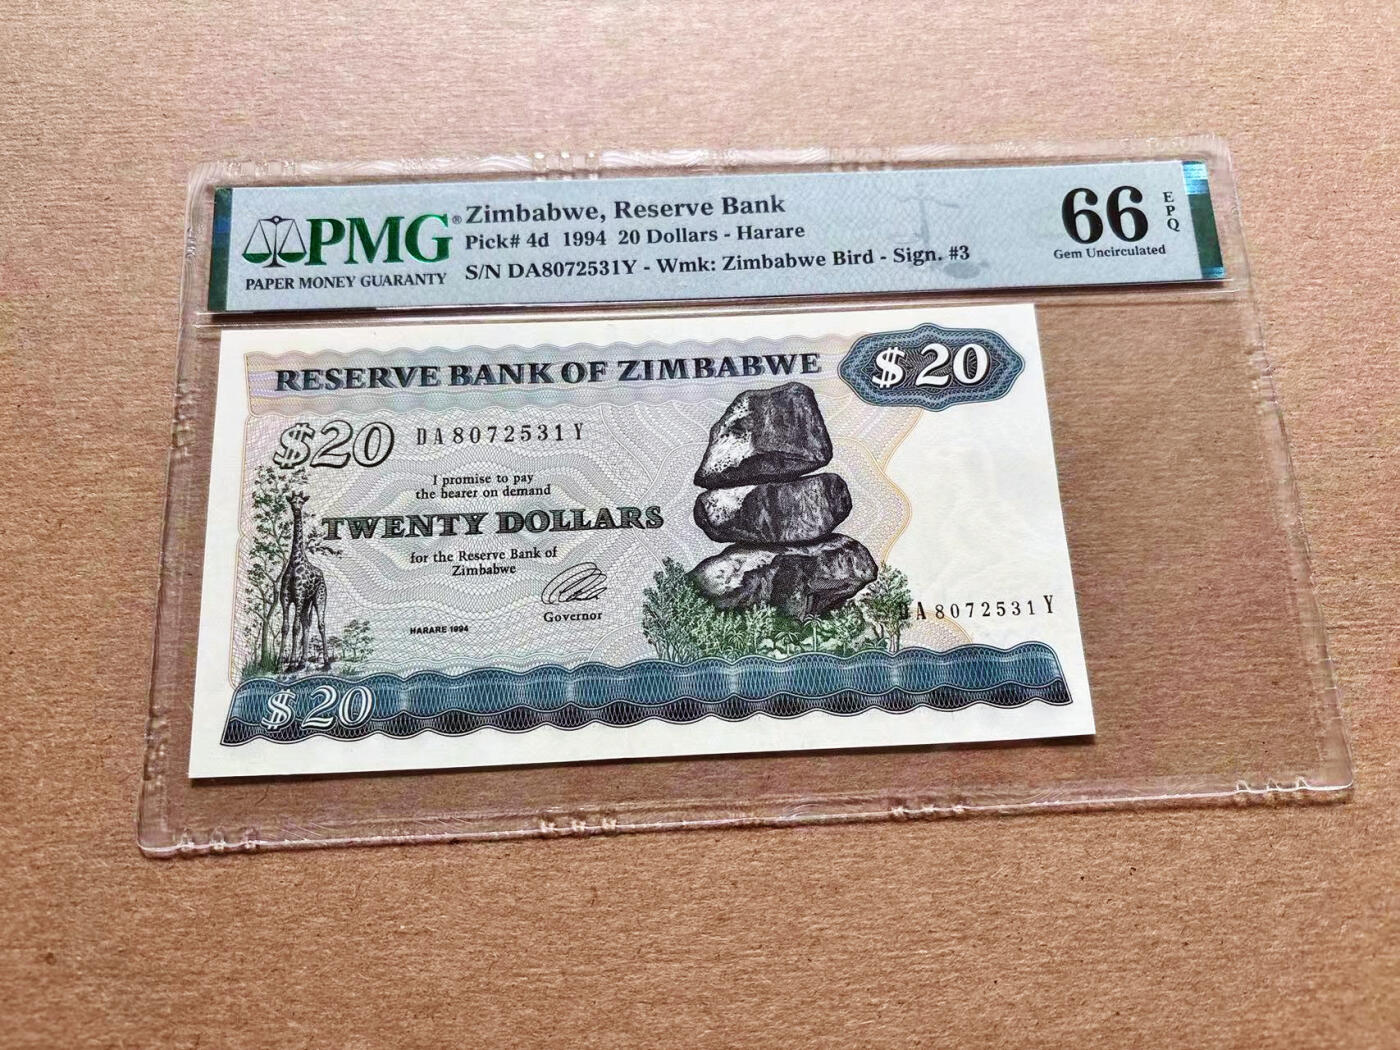 PMG®
PAPER MONEY GUARANTY
Zimbabwe, Reserve Bank
Pick# 4d 1994 20 Dollars - Harare
S/N DA8072531Y - Wmk: Zimbabwe Bird - Sign. #3
66
EPQ
Gem Uncirculated
RESERVE BANK OF ZIMBABWE
$20
$20
DA8072531Y
I promise to pay
the bearer on demand
TWENTY DOLLARS
for the Reserve Bank of
Zimbabwe
Governor
HARARE 1994
DA8072531Y
$20